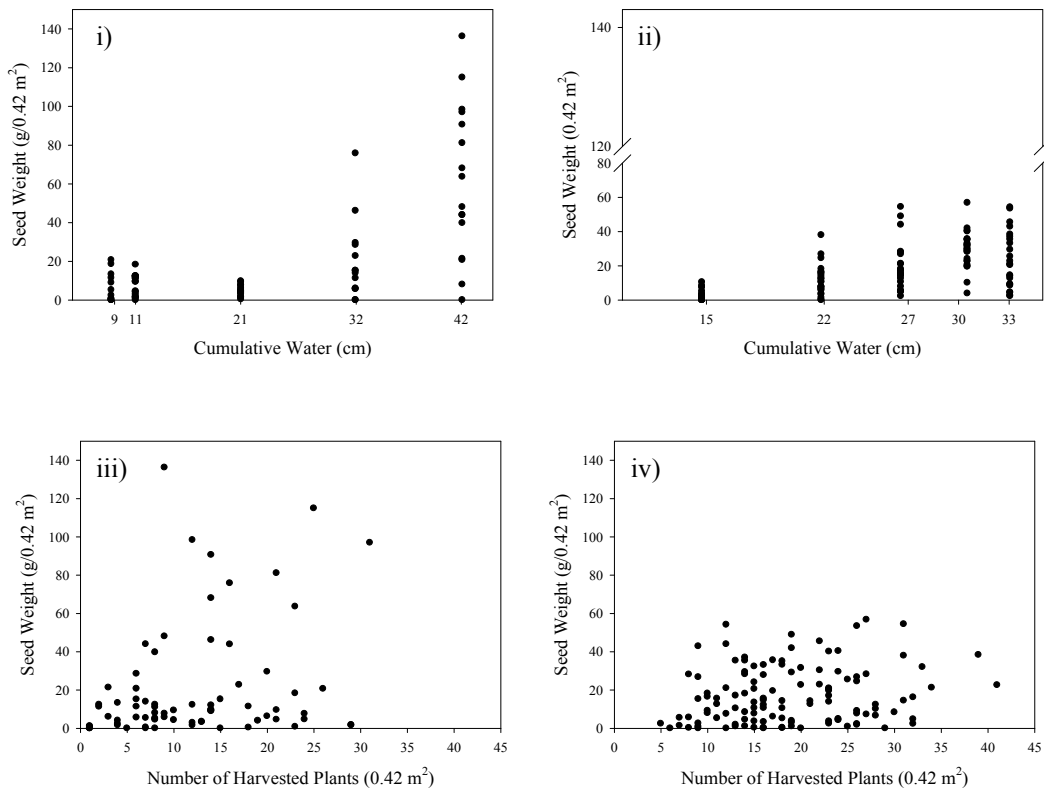 i)
140
120
100
80
60
40
20
0
Seed Weight (g/0.42 m²)
9 11 21 32 42
Cumulative Water (cm)
ii)
140
120
80
60
40
20
0
Seed Weight (0.42 m²)
15 22 27 30 33
Cumulative Water (cm)
iii)
140
120
100
80
60
40
20
0
Seed Weight (g/0.42 m²)
0 5 10 15 20 25 30 35 40 45
Number of Harvested Plants (0.42 m²)
iv)
140
120
100
80
60
40
20
0
Seed Weight (g/0.42 m²)
0 5 10 15 20 25 30 35 40 45
Number of Harvested Plants (0.42 m²)